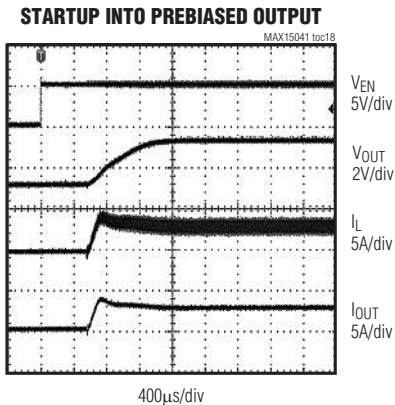 STARTUP INTO PREBIASED OUTPUT
MAX15041 toc18
VEN
5V/div
VOUT
2V/div
IL
5A/div
IOUT
5A/div
400μs/div